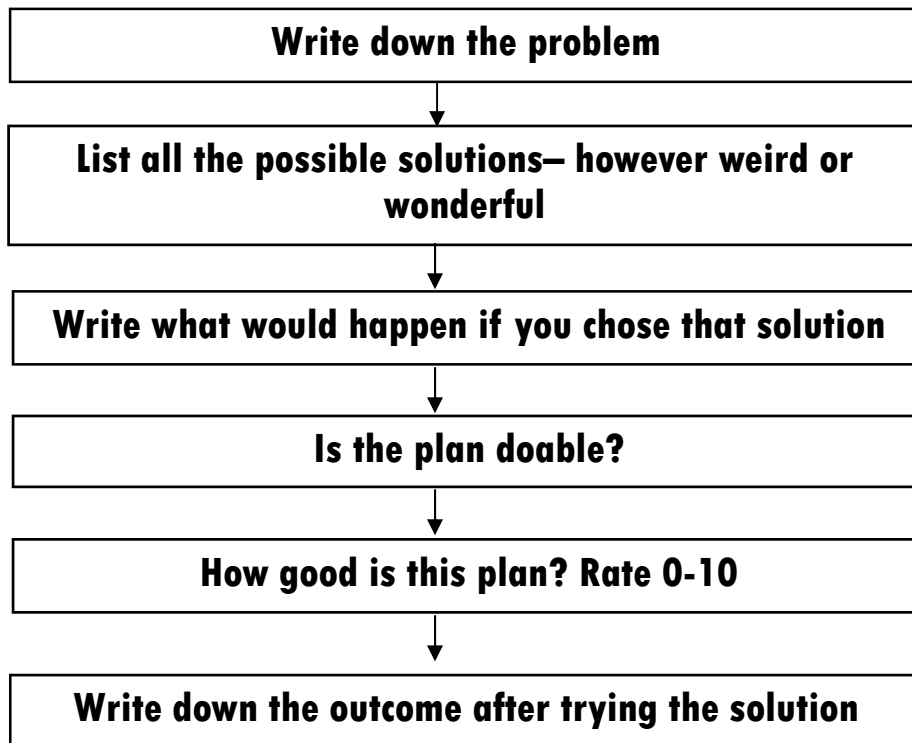 Write down the problem
List all the possible solutions– however weird or
wonderful
Write what would happen if you chose that solution
Is the plan doable?
How good is this plan? Rate 0-10
Write down the outcome after trying the solution